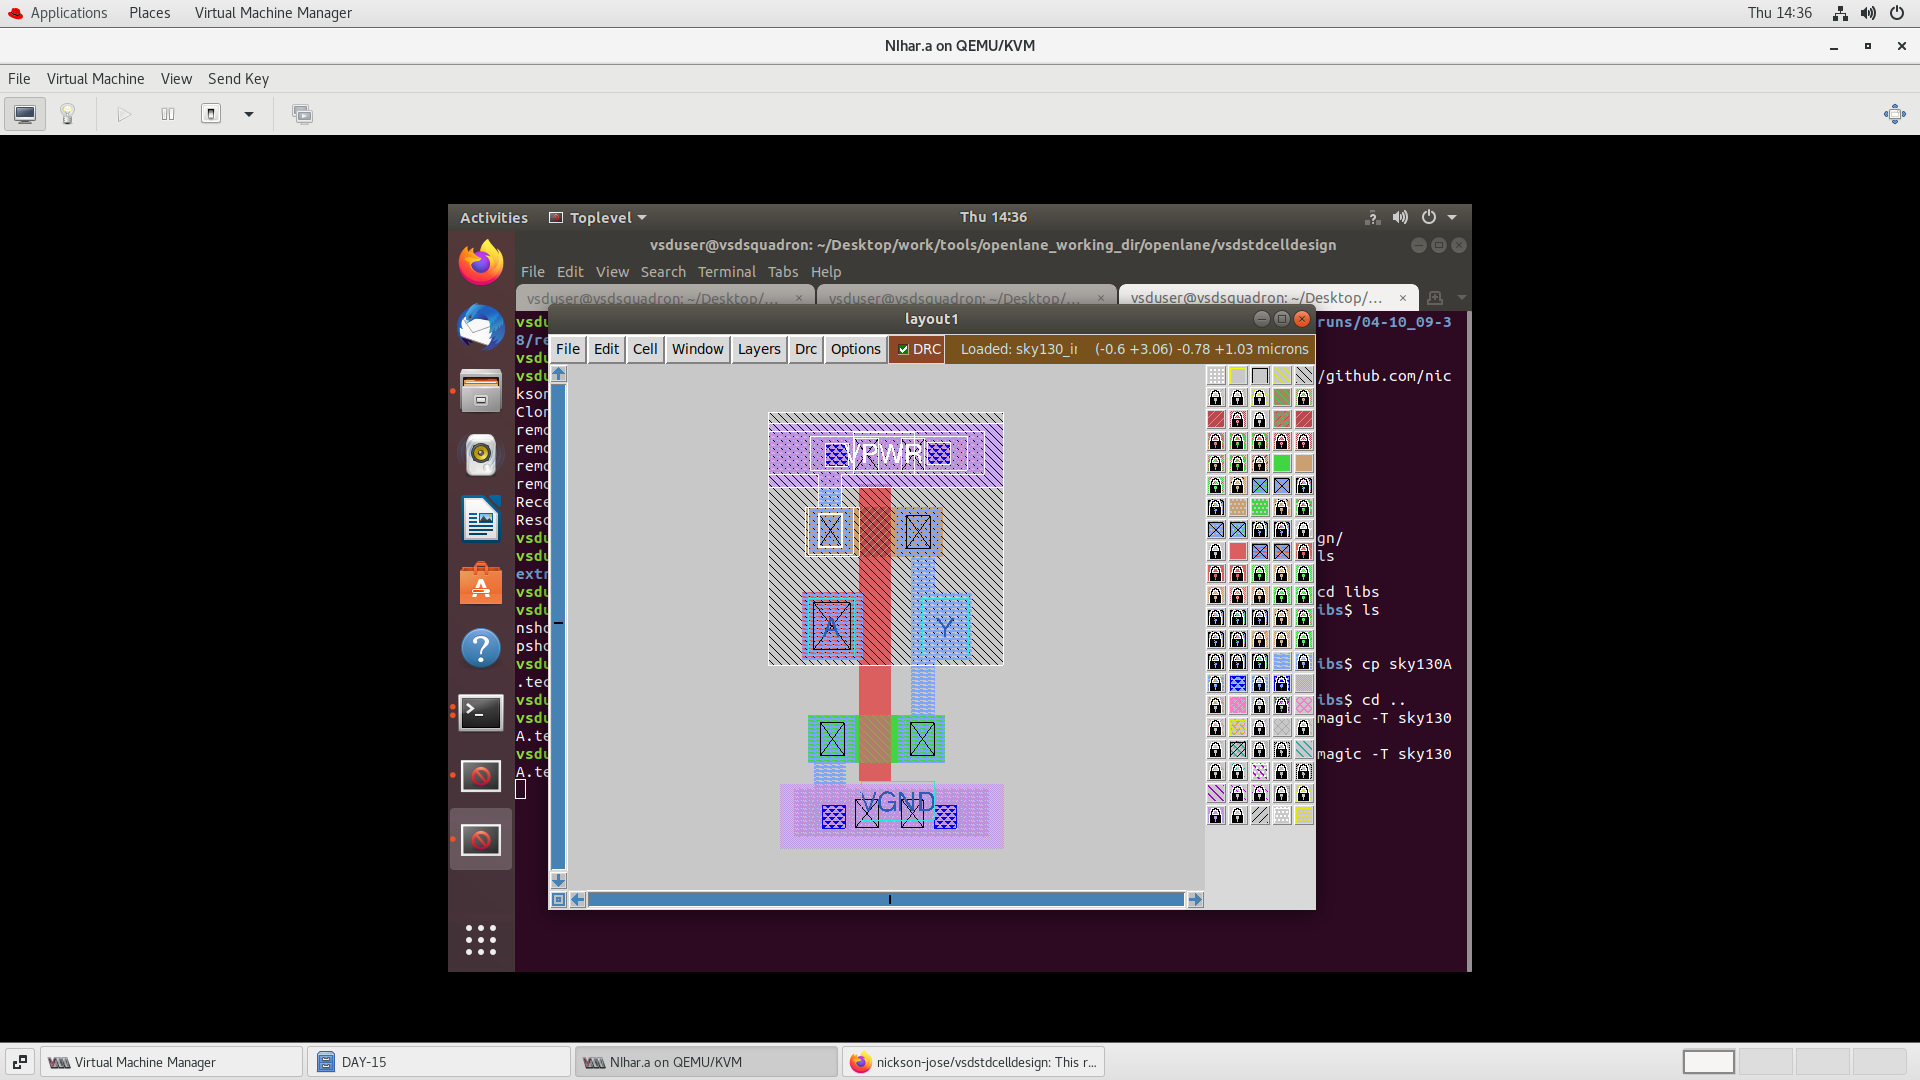 Applications Places Virtual Machine Manager Thu 14:36
NIhar.a on QEMU/KVM
File Virtual Machine View Send Key
Activities Toplevel Thu 14:36
vsduser@vsdsquadron: ~/Desktop/work/tools/openlane_working_dir/openlane/vsdstdcelldesign
File Edit View Search Terminal Tabs Help
vsduser@vsdsquadron: ~/Desktop/... × vsduser@vsdsquadron: ~/Desktop/... × vsduser@vsdsquadron: ~/Desktop/... ×
layout1
File Edit Cell Window Layers Drc Options DRC Loaded: sky130_i (-0.6 +3.06) -0.78 +1.03 microns
vsdu runs/04-10_09-3
8/re
vsdu
vsdu /github.com/nic
kson
Clon
remo
remo
remo
remo
Rece
Reso
vsdu gn/
vsdu ls
extr
vsdu cd libs
vsdu ibs$ ls
nsho
psho
vsdu ibs$ cp sky130A
.tec
vsdu ibs$ cd ..
vsdu magic -T sky130
A.te
vsdu magic -T sky130
A.te
VPWR
A Y
VGND
Virtual Machine Manager DAY-15 NIhar.a on QEMU/KVM nickson-jose/vsdstdcelldesign: This r...